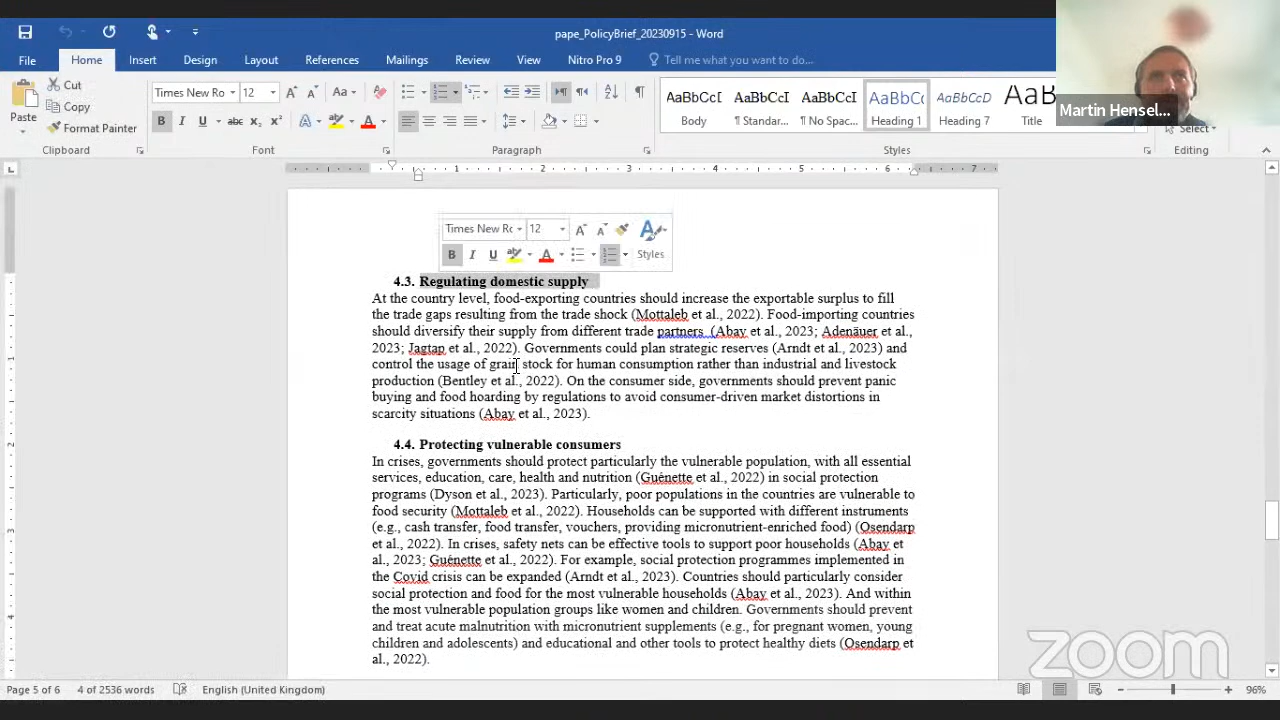 pape_PolicyBrief_20230915 - Word
File Home Insert Design Layout References Mailings Review View Nitro Pro 9 Tell me what you want to do...
Paste
Cut
Copy
Format Painter
Clipboard
Times New Ro 12
Aa
B I U abc x₂ x²
A
Font
Paragraph
AaBbCcI AaBbCcI AaBbCcI AaBbCc AaBbCcD AaB
Body ¶ Standar... ¶ No Spac... Heading 1 Heading 7 Title
Styles
Select
Editing
Martin Hensel...
1 2 3 4 5 6 7
Times New Rc 12
B I U Styles
4.3. Regulating domestic supply
At the country level, food-exporting countries should increase the exportable surplus to fill
the trade gaps resulting from the trade shock (Mottaleb et al., 2022). Food-importing countries
should diversify their supply from different trade partners (Abay et al., 2023; Adenäuer et al.,
2023; Jagtap et al., 2022). Governments could plan strategic reserves (Arndt et al., 2023) and
control the usage of grain stock for human consumption rather than industrial and livestock
production (Bentley et al., 2022). On the consumer side, governments should prevent panic
buying and food hoarding by regulations to avoid consumer-driven market distortions in
scarcity situations (Abay et al., 2023).
4.4. Protecting vulnerable consumers
In crises, governments should protect particularly the vulnerable population, with all essential
services, education, care, health and nutrition (Guénette et al., 2022) in social protection
programs (Dyson et al., 2023). Particularly, poor populations in the countries are vulnerable to
food security (Mottaleb et al., 2022). Households can be supported with different instruments
(e.g., cash transfer, food transfer, vouchers, providing micronutrient-enriched food) (Osendarp
et al., 2022). In crises, safety nets can be effective tools to support poor households (Abay et
al., 2023; Guénette et al., 2022). For example, social protection programmes implemented in
the Covid crisis can be expanded (Arndt et al., 2023). Countries should particularly consider
social protection and food for the most vulnerable households (Abay et al., 2023). And within
the most vulnerable population groups like women and children. Governments should prevent
and treat acute malnutrition with micronutrient supplements (e.g., for pregnant women, young
children and adolescents) and educational and other tools to protect healthy diets (Osendarp et
al., 2022).
zoom
Page 5 of 6 4 of 2536 words English (United Kingdom) 96%